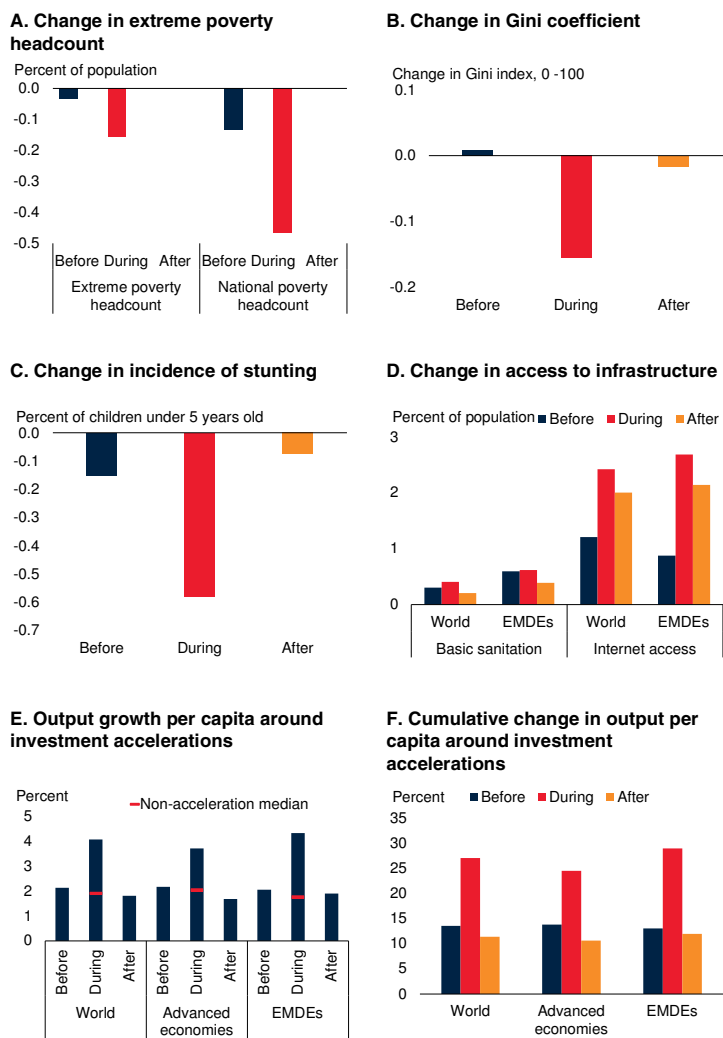 A. Change in extreme poverty
headcount
Percent of population
0.0
-0.1
-0.2
-0.3
-0.4
-0.5
Before During After Before During After
Extreme poverty National poverty
headcount headcount
B. Change in Gini coefficient
Change in Gini index, 0 -100
0.1
0.0
-0.1
-0.2
Before During After
C. Change in incidence of stunting
Percent of children under 5 years old
0.0
-0.1
-0.2
-0.3
-0.4
-0.5
-0.6
-0.7
Before During After
D. Change in access to infrastructure
Percent of population Before During After
3
2
1
0
World EMDEs World EMDEs
Basic sanitation Internet access
E. Output growth per capita around
investment accelerations
Percent
Non-acceleration median
5
4
3
2
1
0
Before During After Before During After Before During After
World Advanced EMDEs
economies
F. Cumulative change in output per
capita around investment
accelerations
Percent Before During After
35
30
25
20
15
10
5
0
World Advanced EMDEs
economies